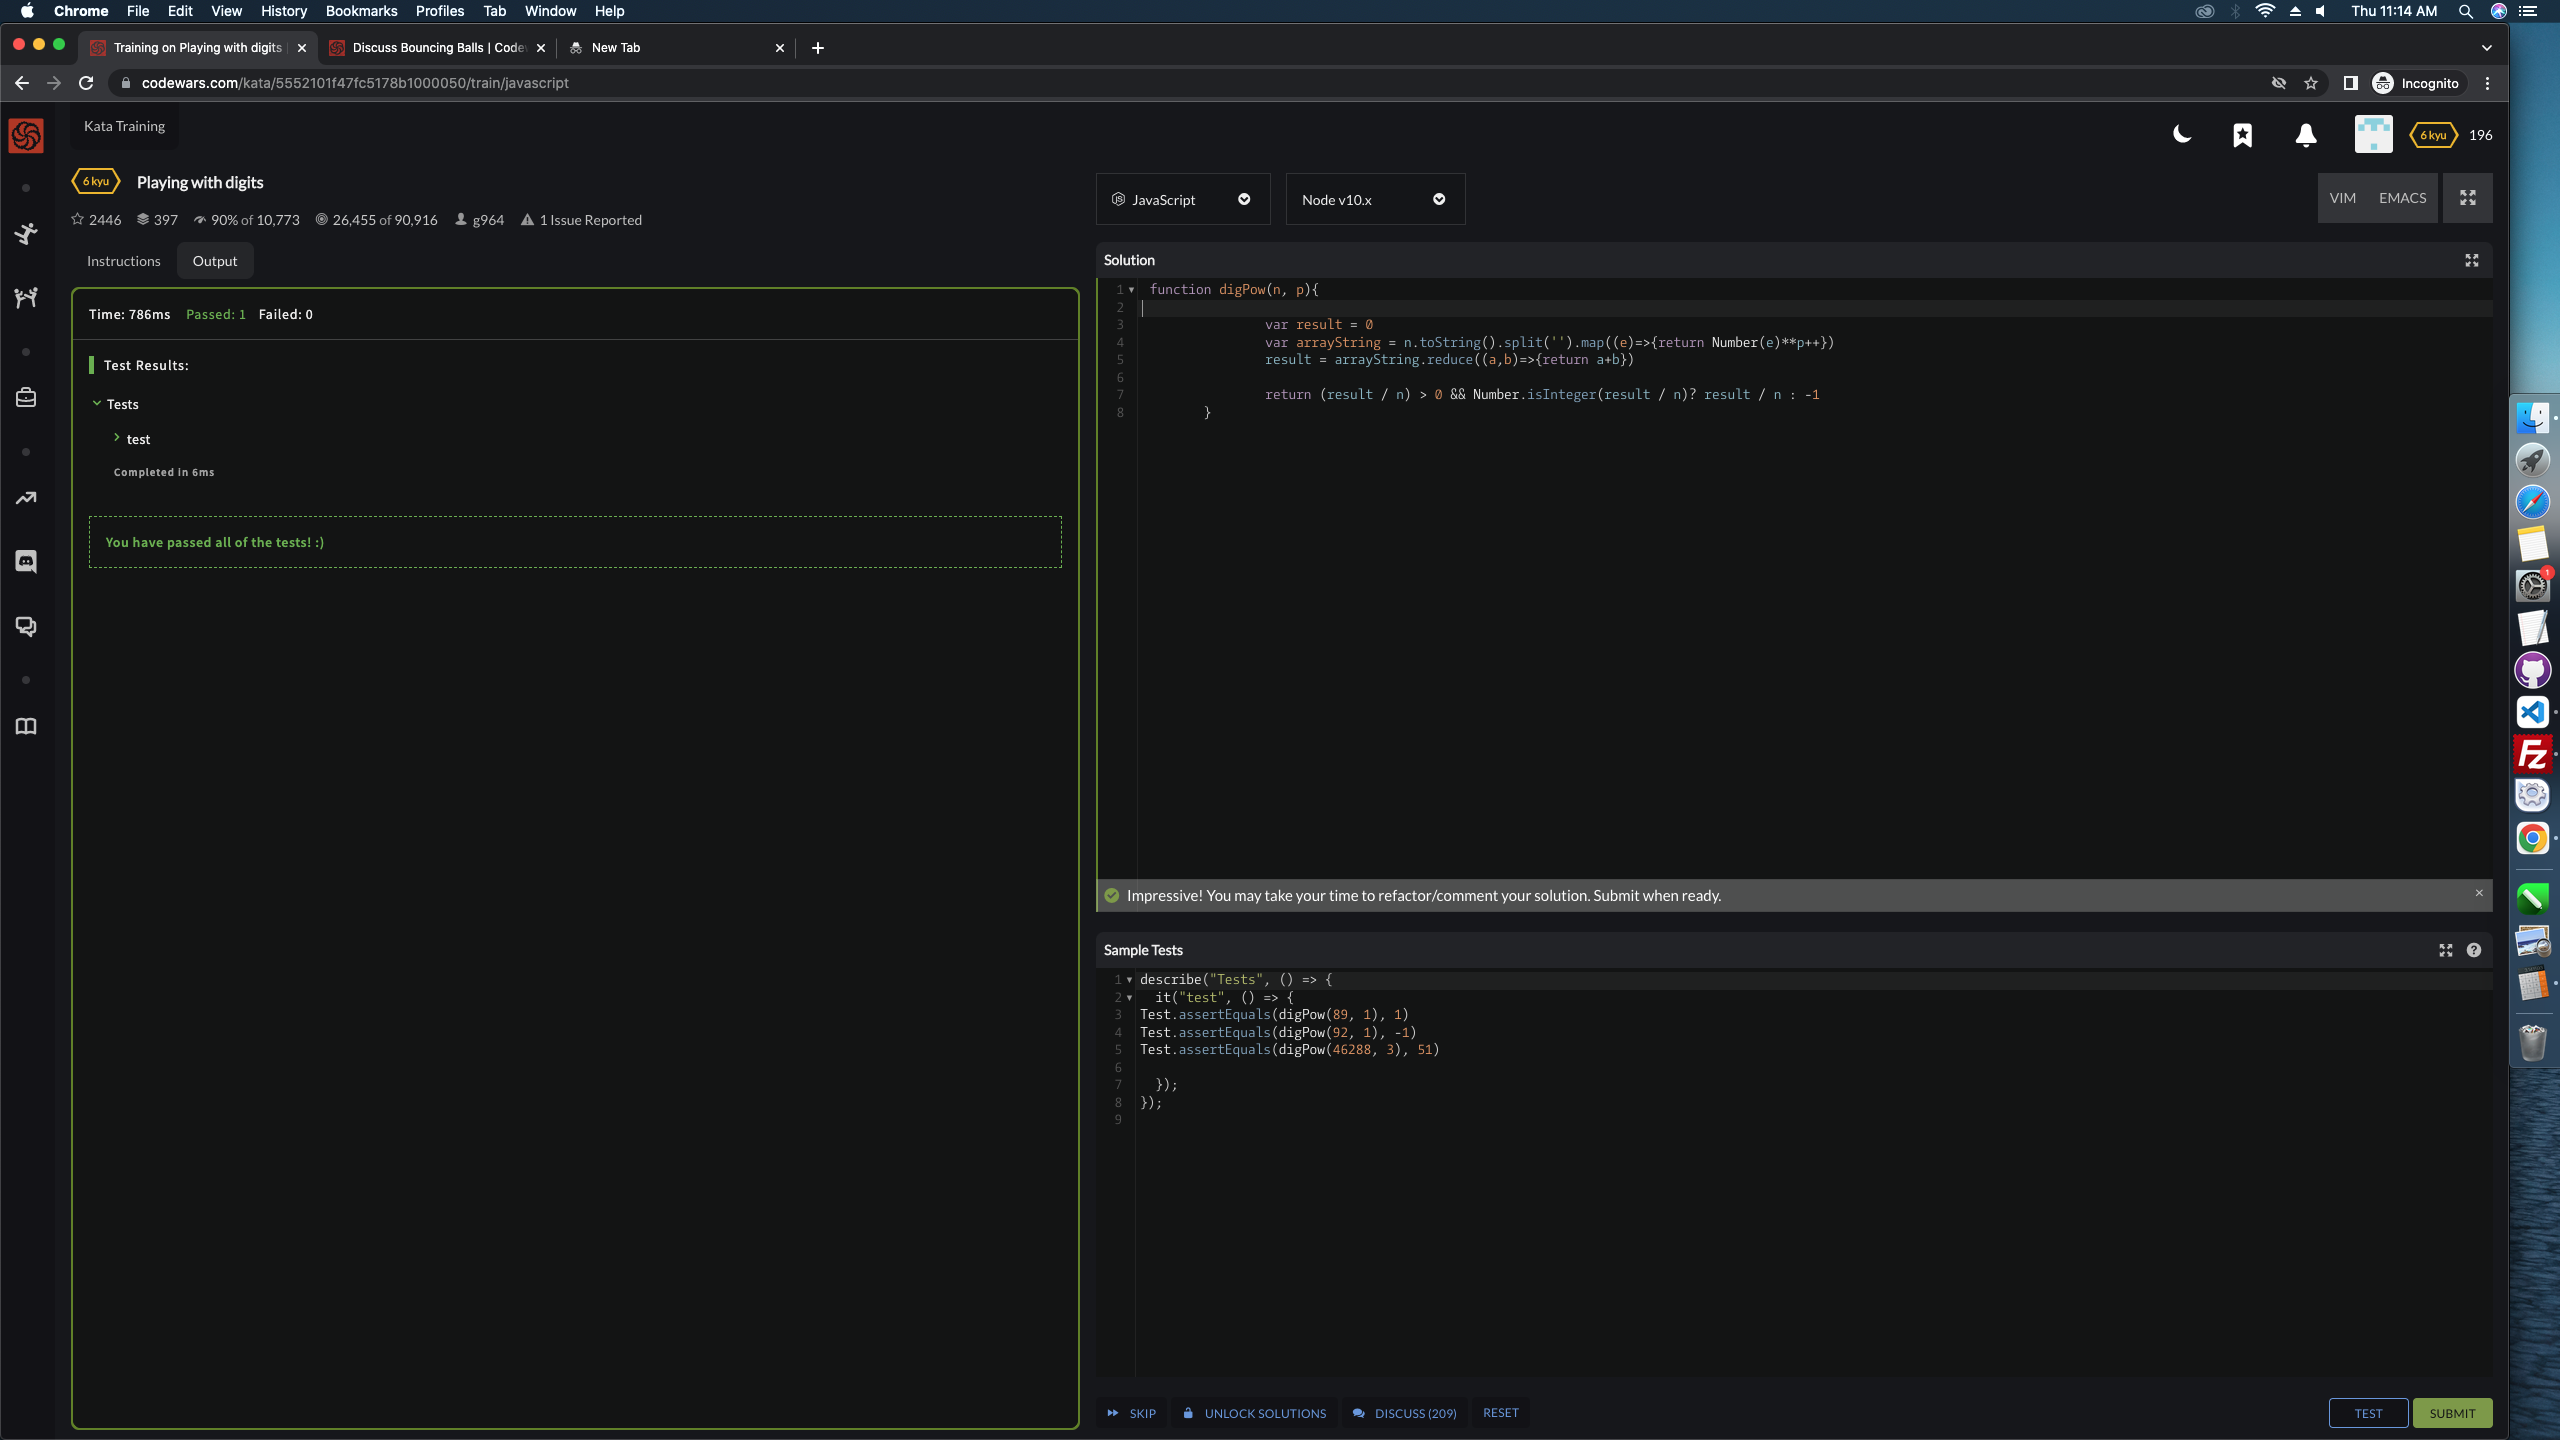 Chrome File Edit View History Bookmarks Profiles Tab Window Help
Thu 11:14 AM
Training on Playing with digits
Discuss Bouncing Balls | Codew
New Tab
codewars.com/kata/5552101f47fc5178b1000050/train/javascript
Incognito
Kata Training
6 kyu 196
6 kyu Playing with digits
2446 397 90% of 10,773 26,455 of 90,916 g964 1 Issue Reported
JavaScript
Node v10.x
VIM EMACS
Instructions Output
Time: 786ms Passed: 1 Failed: 0
Test Results:
Tests
test
Completed in 6ms
You have passed all of the tests! :)
Solution
1 function digPow(n, p){
2
3 var result = 0
4 var arrayString = n.toString().split('').map((e)=>{return Number(e)**p++})
5 result = arrayString.reduce((a,b)=>{return a+b})
6
7 return (result / n) > 0 && Number.isInteger(result / n)? result / n : -1
8 }
Impressive! You may take your time to refactor/comment your solution. Submit when ready.
Sample Tests
1 describe("Tests", () => {
2 it("test", () => {
3 Test.assertEquals(digPow(89, 1), 1)
4 Test.assertEquals(digPow(92, 1), -1)
5 Test.assertEquals(digPow(46288, 3), 51)
6
7 });
8 });
9
SKIP UNLOCK SOLUTIONS DISCUSS (209) RESET
TEST SUBMIT
1
Fz